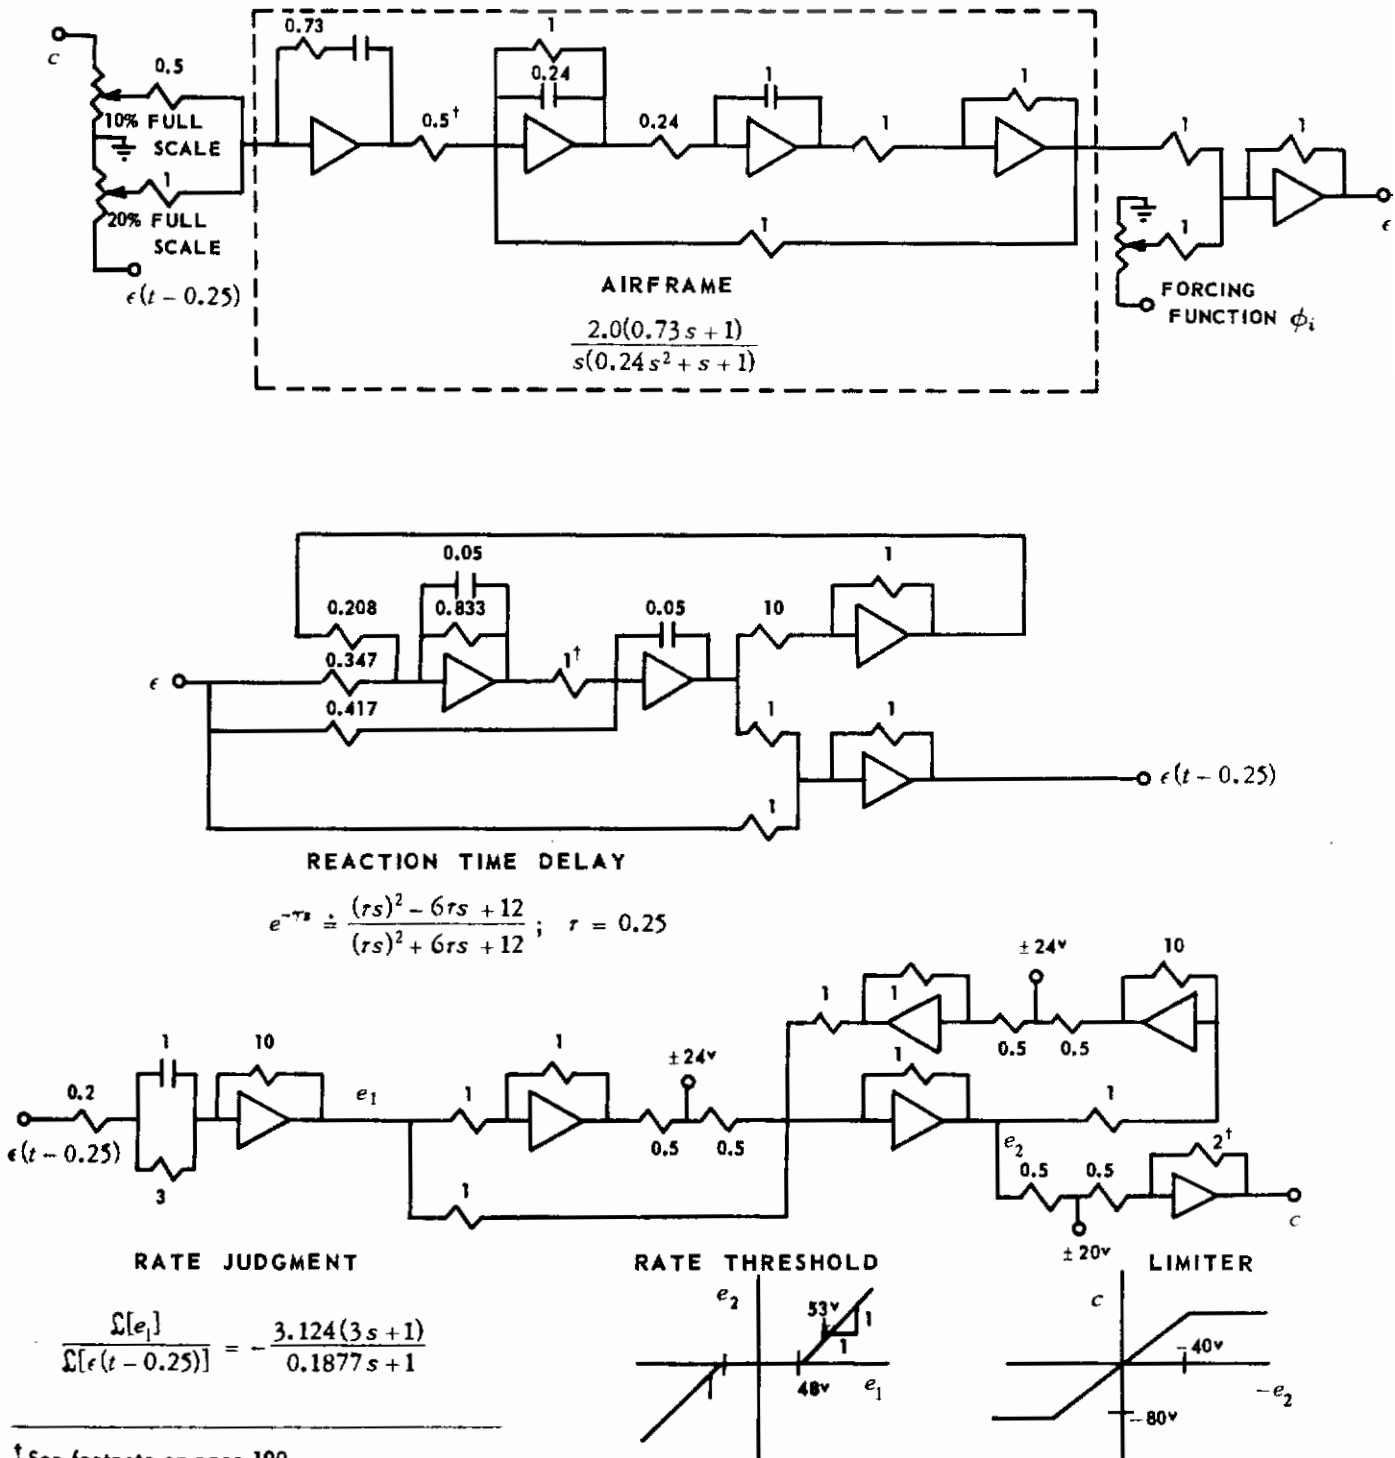 0.73
1
c
0.5
0.24
1
1
10% FULL
SCALE
0.5†
0.24
1
1
1
1
20% FULL
SCALE
1
1
ϵ
ϵ(t − 0.25)
AIRFRAME
FORCING
FUNCTION ϕi
2.0(0.73 s + 1)
s(0.24 s² + s + 1)
0.05
1
0.208
0.833
0.05
10
0.347
1†
ϵ
0.417
1
1
ϵ(t − 0.25)
1
REACTION TIME DELAY
e^−τs ≐ (τs)² − 6τs + 12
(τs)² + 6τs + 12 ; τ = 0.25
±24v
10
1
1
0.5
0.5
1
10
1
±24v
1
0.2
e1
1
1
ϵ(t − 0.25)
0.5
0.5
e2
2†
0.5
0.5
3
1
c
±20v
RATE JUDGMENT
RATE THRESHOLD
LIMITER
e2
c
53v
1
£[e1]
£[ϵ(t − 0.25)]
= −
3.124(3 s + 1)
0.1877 s + 1
1
−40v
48v
e1
−e2
−80v